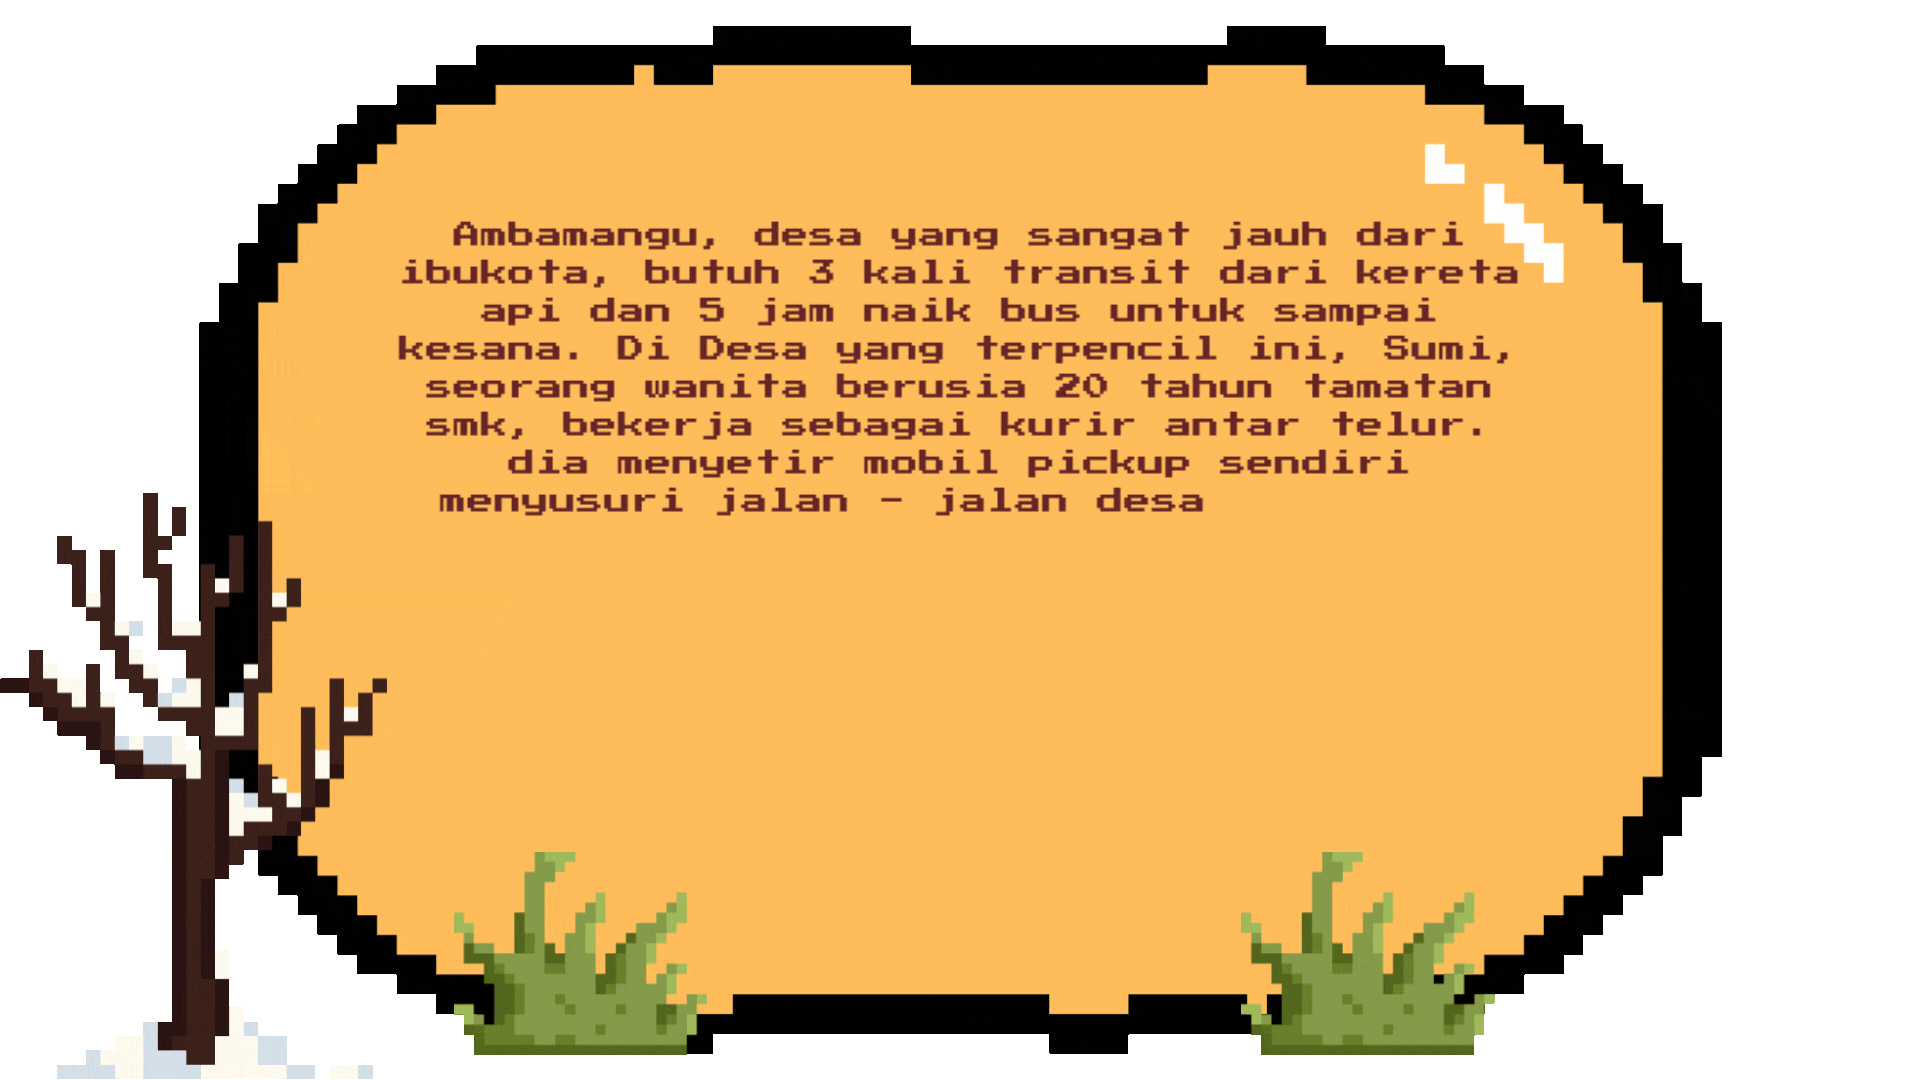 Ambamangu, desa yang sangat jauh dari
ibukota, butuh 3 kali transit dari kereta
api dan 5 jam naik bus untuk sampai
kesana. Di Desa yang terpencil ini, Sumi,
seorang wanita berusia 20 tahun tamatan
smk, bekerja sebagai kurir antar telur.
dia menyetir mobil pickup sendiri
menyusuri jalan - jalan desa